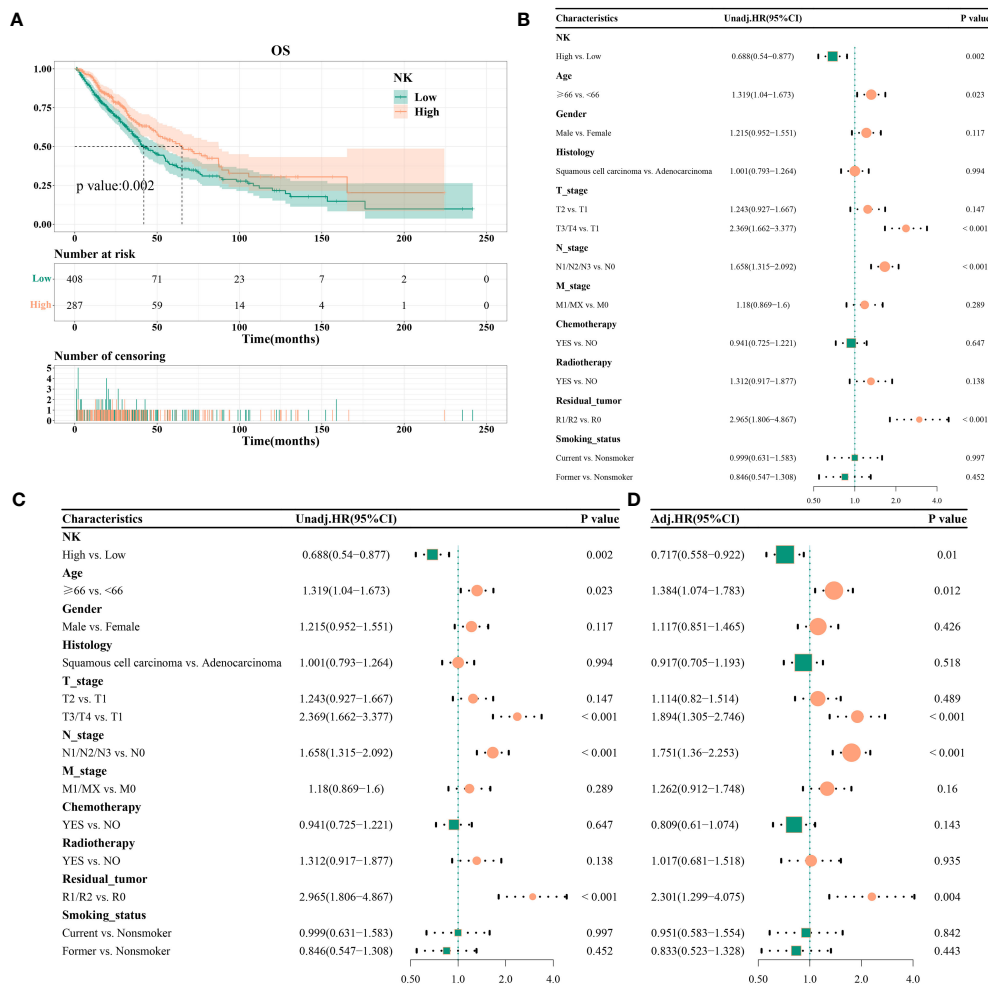 A
OS
NK
Low
High
1.00
0.75
0.50
0.25
0.00
p value:0.002
0 50 100 150 200 250
Number at risk
Low 408 71 23 7 2 0
High 287 59 14 4 1 0
0 50 100 150 200 250
Time(months)
Number of censoring
5
4
3
2
1
0
0 50 100 150 200 250
Time(months)
B
Characteristics Unadj.HR(95%CI) P value
NK
High vs. Low 0.688(0.54−0.877) 0.002
Age
≥66 vs. <66 1.319(1.04−1.673) 0.023
Gender
Male vs. Female 1.215(0.952−1.551) 0.117
Histology
Squamous cell carcinoma vs. Adenocarcinoma 1.001(0.793−1.264) 0.994
T_stage
T2 vs. T1 1.243(0.927−1.667) 0.147
T3/T4 vs. T1 2.369(1.662−3.377) < 0.001
N_stage
N1/N2/N3 vs. N0 1.658(1.315−2.092) < 0.001
M_stage
M1/MX vs. M0 1.18(0.869−1.6) 0.289
Chemotherapy
YES vs. NO 0.941(0.725−1.221) 0.647
Radiotherapy
YES vs. NO 1.312(0.917−1.877) 0.138
Residual_tumor
R1/R2 vs. R0 2.965(1.806−4.867) < 0.001
Smoking_status
Current vs. Nonsmoker 0.999(0.631−1.583) 0.997
Former vs. Nonsmoker 0.846(0.547−1.308) 0.452
0.50 1.0 2.0 4.0
C
Characteristics Unadj.HR(95%CI) P value
NK
High vs. Low 0.688(0.54−0.877) 0.002
Age
≥66 vs. <66 1.319(1.04−1.673) 0.023
Gender
Male vs. Female 1.215(0.952−1.551) 0.117
Histology
Squamous cell carcinoma vs. Adenocarcinoma 1.001(0.793−1.264) 0.994
T_stage
T2 vs. T1 1.243(0.927−1.667) 0.147
T3/T4 vs. T1 2.369(1.662−3.377) < 0.001
N_stage
N1/N2/N3 vs. N0 1.658(1.315−2.092) < 0.001
M_stage
M1/MX vs. M0 1.18(0.869−1.6) 0.289
Chemotherapy
YES vs. NO 0.941(0.725−1.221) 0.647
Radiotherapy
YES vs. NO 1.312(0.917−1.877) 0.138
Residual_tumor
R1/R2 vs. R0 2.965(1.806−4.867) < 0.001
Smoking_status
Current vs. Nonsmoker 0.999(0.631−1.583) 0.997
Former vs. Nonsmoker 0.846(0.547−1.308) 0.452
0.50 1.0 2.0 4.0
D
Adj.HR(95%CI) P value
0.717(0.558−0.922) 0.01
1.384(1.074−1.783) 0.012
1.117(0.851−1.465) 0.426
0.917(0.705−1.193) 0.518
1.114(0.82−1.514) 0.489
1.894(1.305−2.746) < 0.001
1.751(1.36−2.253) < 0.001
1.262(0.912−1.748) 0.16
0.809(0.61−1.074) 0.143
1.017(0.681−1.518) 0.935
2.301(1.299−4.075) 0.004
0.951(0.583−1.554) 0.842
0.833(0.523−1.328) 0.443
0.50 1.0 2.0 4.0